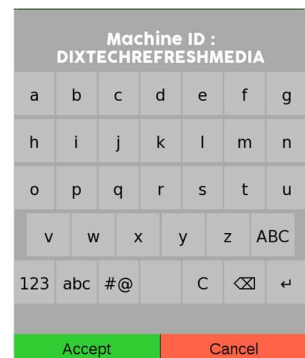 Machine ID :
DIXTECHREFRESHMEDIA
a b c d e f g
h i j k l m n
o p q r s t u
v w x y z ABC
123 abc #@ C ⌫ ↵
Accept Cancel